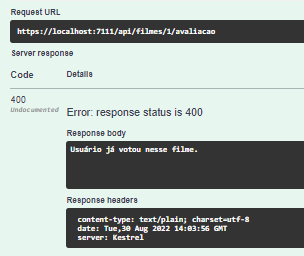 Request URL
https://localhost:7111/api/filmes/1/avaliacao
Server response
Code Details
400
Undocumented
Error: response status is 400
Response body
Usuário já votou nesse filme.
Response headers
content-type: text/plain; charset=utf-8
date: Tue,30 Aug 2022 14:03:56 GMT
server: Kestrel